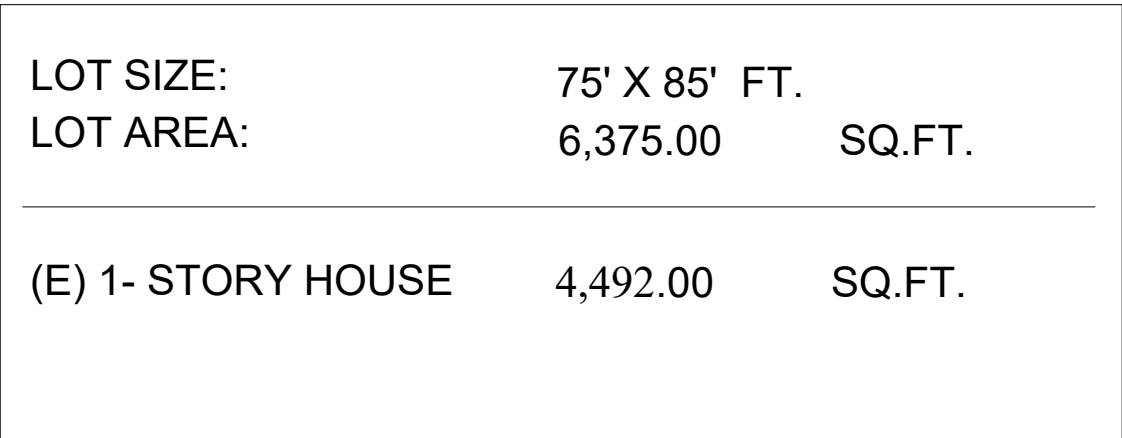 LOT SIZE: 75' X 85' FT.
LOT AREA: 6,375.00 SQ.FT.
(E) 1- STORY HOUSE 4,492.00 SQ.FT.